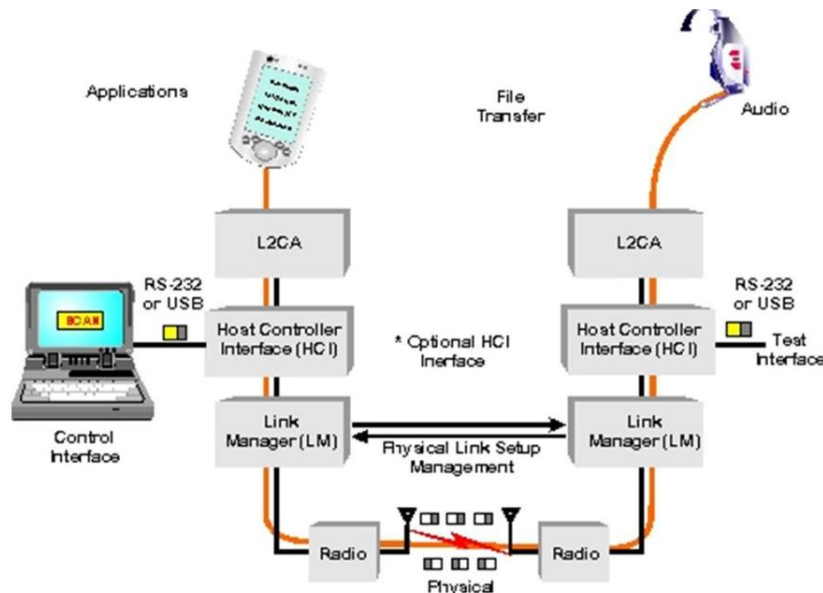 Applications
File
Transfer
Audio
L2CA
L2CA
RS-232
or USB
RS-232
or USB
SCAN
Host Controller
Interface (HCI)
* Optional HCI
Inerface
Host Controller
Interface (HCI)
Test
Interface
Control
Interface
Link
Manager (LM)
Physical Link Setup
Management
Link
Manager (LM)
Radio
Radio
Physical